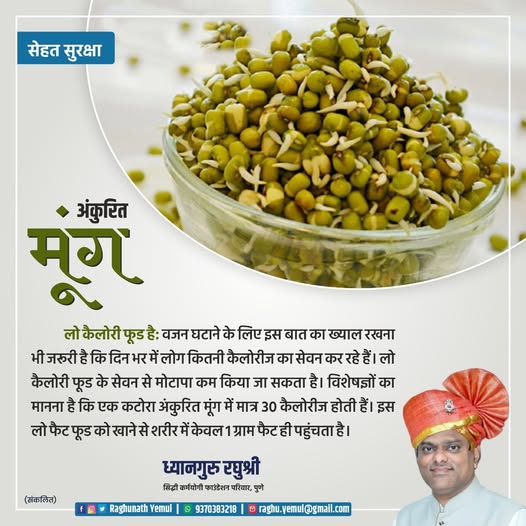 सेहत सुरक्षा
अंकुरित
मूंग
लो कैलोरी फूड है: वजन घटाने के लिए इस बात का ख्याल रखना
भी जरूरी है कि दिन भर में लोग कितनी कैलोरीज का सेवन कर रहे हैं। लो
कैलोरी फूड के सेवन से मोटापा कम किया जा सकता है। विशेषज्ञों का
मानना है कि एक कटोरा अंकुरित मूंग में मात्र 30 कैलोरीज होती हैं। इस
लो फैट फूड को खाने से शरीर में केवल 1 ग्राम फैट ही पहुंचता है।
ध्यानगुरु रघुश्री
सिद्धी कर्मयोगी फाउंडेशन परिवार, पुणे
(संकलित)
Raghunath Yemul | 9370383218 | raghu.yemul@gmail.com